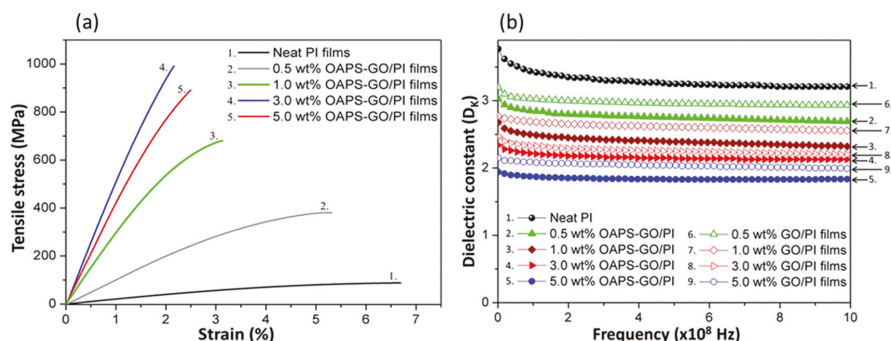 (a)
Tensile stress (MPa)
1000
800
600
400
200
0
0
1
2
3
4
5
6
7
Strain (%)
1. Neat PI films
2. 0.5 wt% OAPS-GO/PI films
3. 1.0 wt% OAPS-GO/PI films
4. 3.0 wt% OAPS-GO/PI films
5. 5.0 wt% OAPS-GO/PI films
4.
5.
3.
2.
1.
(b)
Dielectric constant (DK)
3
2
1
0
0
2
4
6
8
10
Frequency (x10⁸ Hz)
1.
6.
2.
7.
3.
8.
4.
9.
5.
1. Neat PI
2. 0.5 wt% OAPS-GO/PI
3. 1.0 wt% OAPS-GO/PI
4. 3.0 wt% OAPS-GO/PI
5. 5.0 wt% OAPS-GO/PI
6. 0.5 wt% GO/PI films
7. 1.0 wt% GO/PI films
8. 3.0 wt% GO/PI films
9. 5.0 wt% GO/PI films